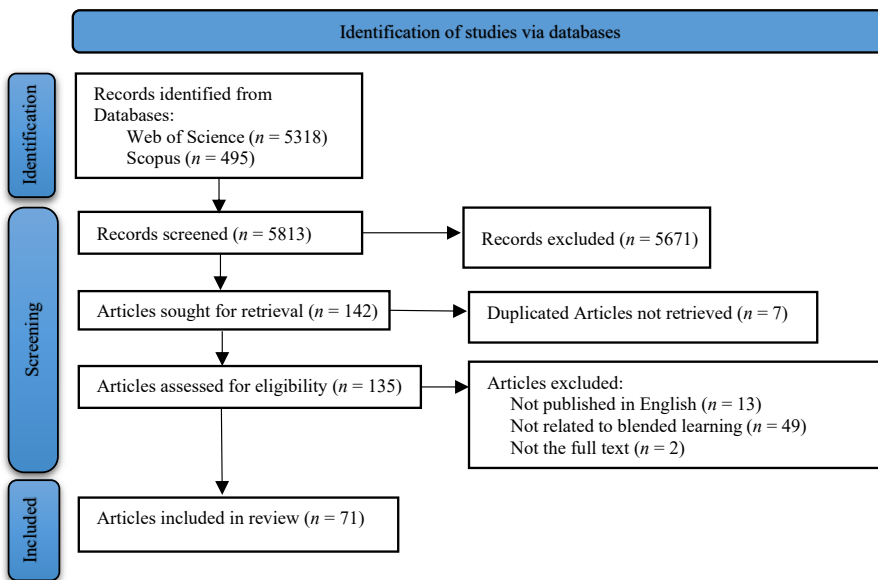 Identification of studies via databases
Identification
Records identified from
Databases:
Web of Science (n = 5318)
Scopus (n = 495)
Screening
Records screened (n = 5813)
Records excluded (n = 5671)
Articles sought for retrieval (n = 142)
Duplicated Articles not retrieved (n = 7)
Articles assessed for eligibility (n = 135)
Articles excluded:
Not published in English (n = 13)
Not related to blended learning (n = 49)
Not the full text (n = 2)
Included
Articles included in review (n = 71)